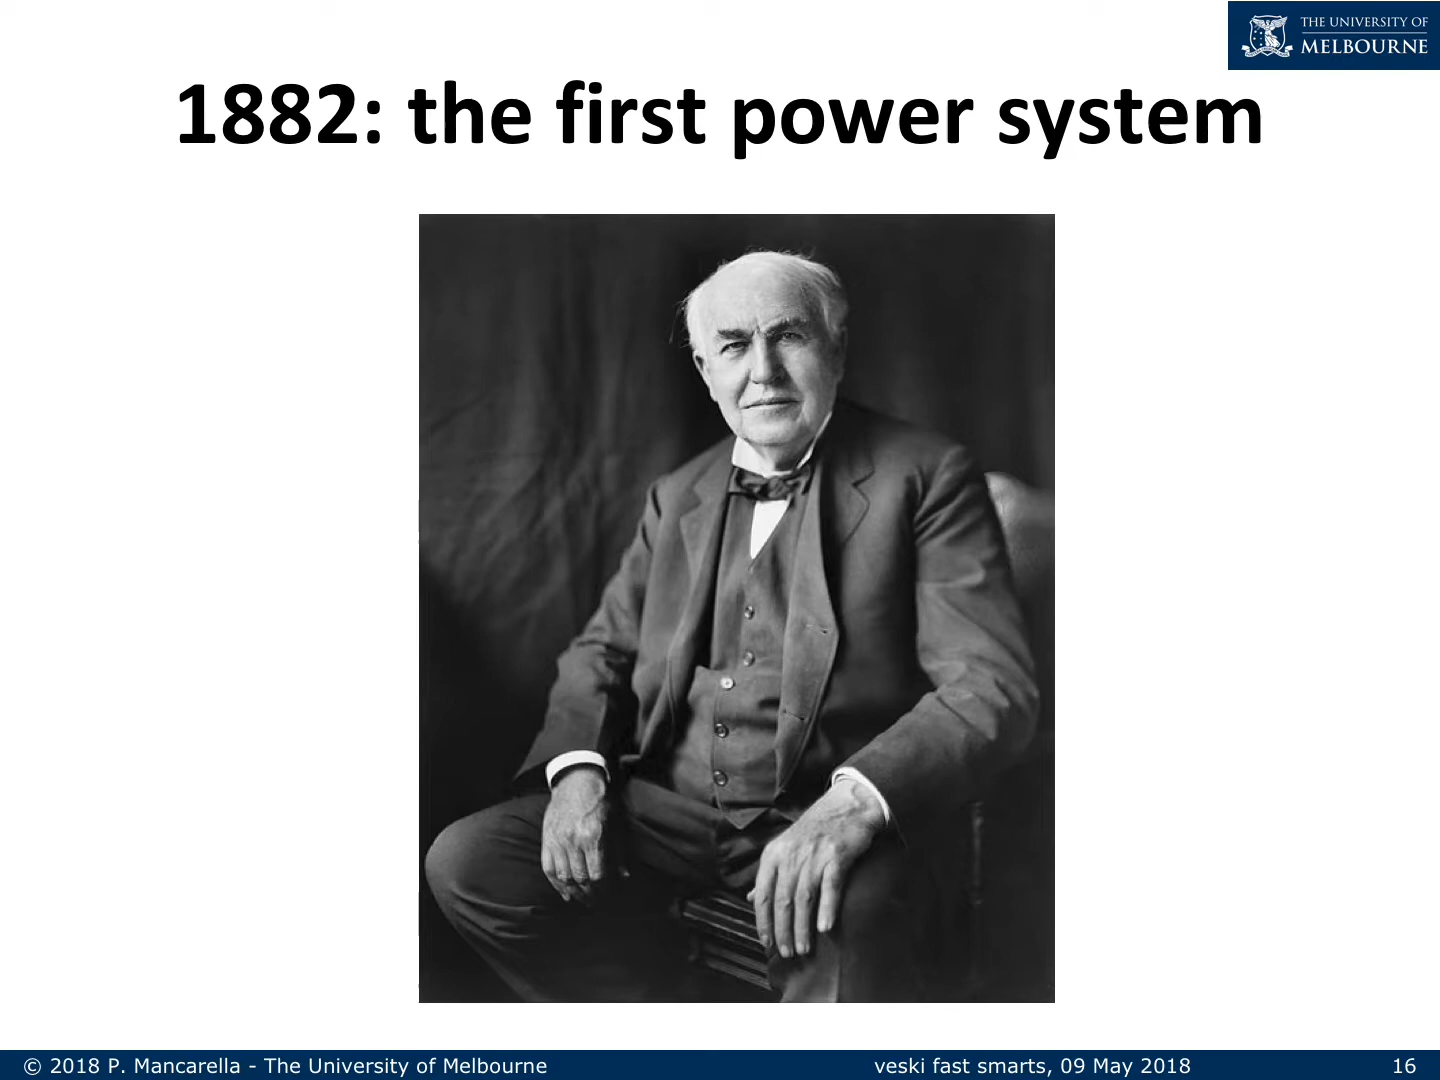 THE UNIVERSITY OF
MELBOURNE
1882: the first power system
© 2018 P. Mancarella - The University of Melbourne
veski fast smarts, 09 May 2018
16